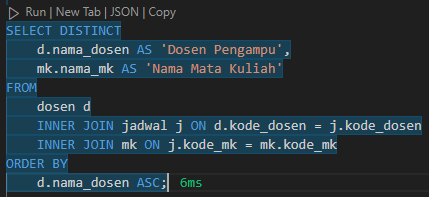 Run | New Tab | JSON | Copy
SELECT DISTINCT
    d.nama_dosen AS 'Dosen Pengampu',
    mk.nama_mk AS 'Nama Mata Kuliah'
FROM
    dosen d
    INNER JOIN jadwal j ON d.kode_dosen = j.kode_dosen
    INNER JOIN mk ON j.kode_mk = mk.kode_mk
ORDER BY
    d.nama_dosen ASC; 6ms